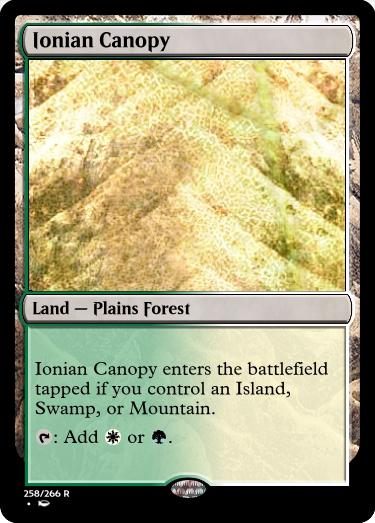 Ionian Canopy
Land — Plains Forest
Ionian Canopy enters the battlefield
tapped if you control an Island,
Swamp, or Mountain.
: Add or .
258/266 R